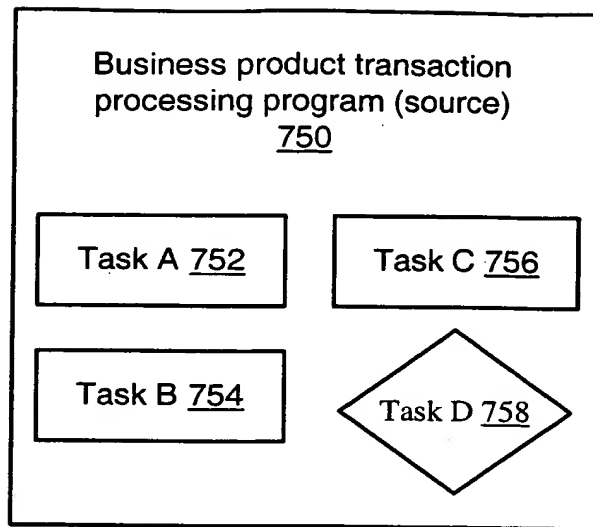 Business product transaction
processing program (source)
750
Task A 752
Task C 756
Task B 754
Task D 758